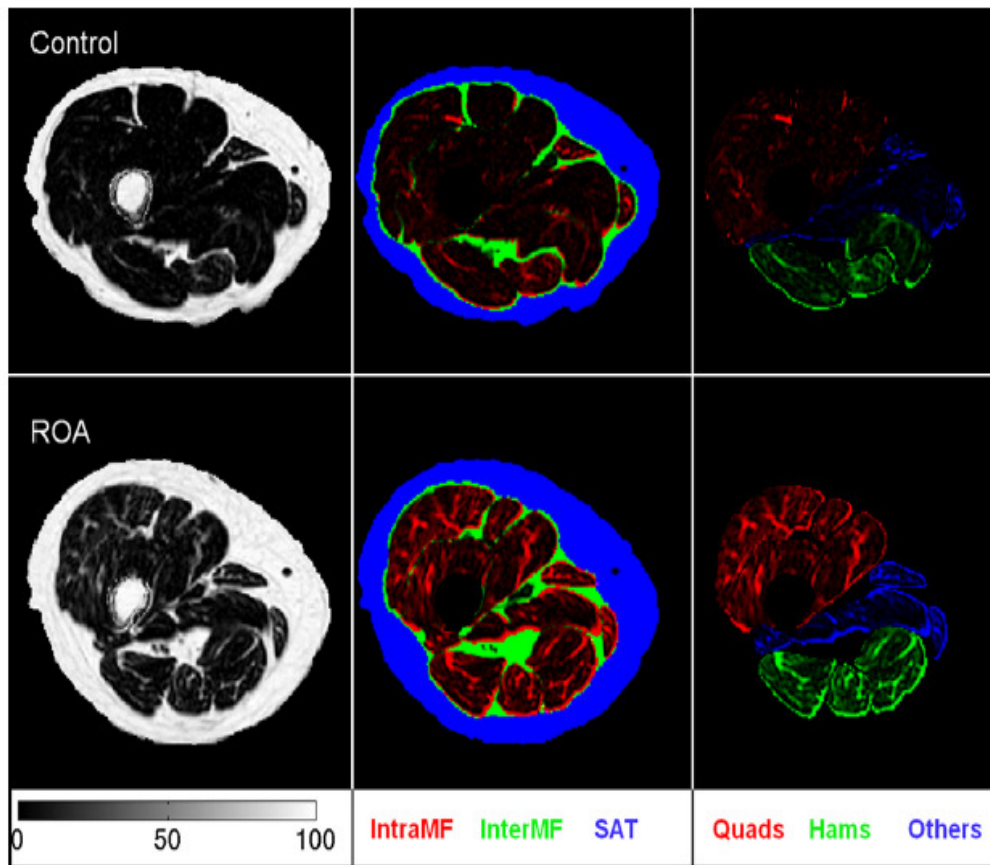 Control
ROA
0 50 100
IntraMF InterMF SAT
Quads Hams Others